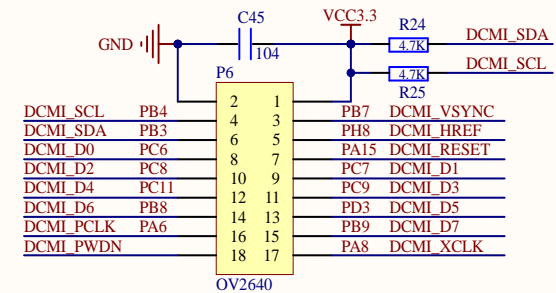 C45 VCC3.3 R24
GND 104 4.7K DCMI_SDA
4.7K DCMI_SCL
P6 R25
2 1
DCMI_SCL PB4 4 3 PB7 DCMI_VSYNC
DCMI_SDA PB3 6 5 PH8 DCMI_HREF
DCMI_D0 PC6 8 7 PA15 DCMI_RESET
DCMI_D2 PC8 10 9 PC7 DCMI_D1
DCMI_D4 PC11 12 11 PC9 DCMI_D3
DCMI_D6 PB8 14 13 PD3 DCMI_D5
DCMI_PCLK PA6 16 15 PB9 DCMI_D7
DCMI_PWDN 18 17 PA8 DCMI_XCLK
OV2640